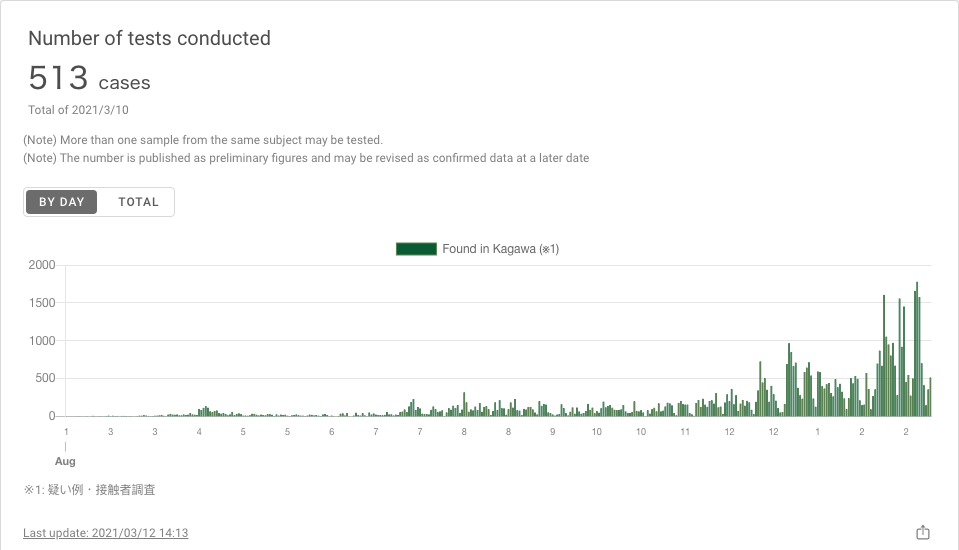 Number of tests conducted
513 cases
Total of 2021/3/10
(Note) More than one sample from the same subject may be tested.
(Note) The number is published as preliminary figures and may be revised as confirmed data at a later date
BY DAY TOTAL
Found in Kagawa (※1)
2000
1500
1000
500
0
1 3 3 4 5 5 6 7 7 8 8 9 10 10 11 12 12 1 2 2
Aug
※1: 疑い例・接触者調査
Last update: 2021/03/12 14:13